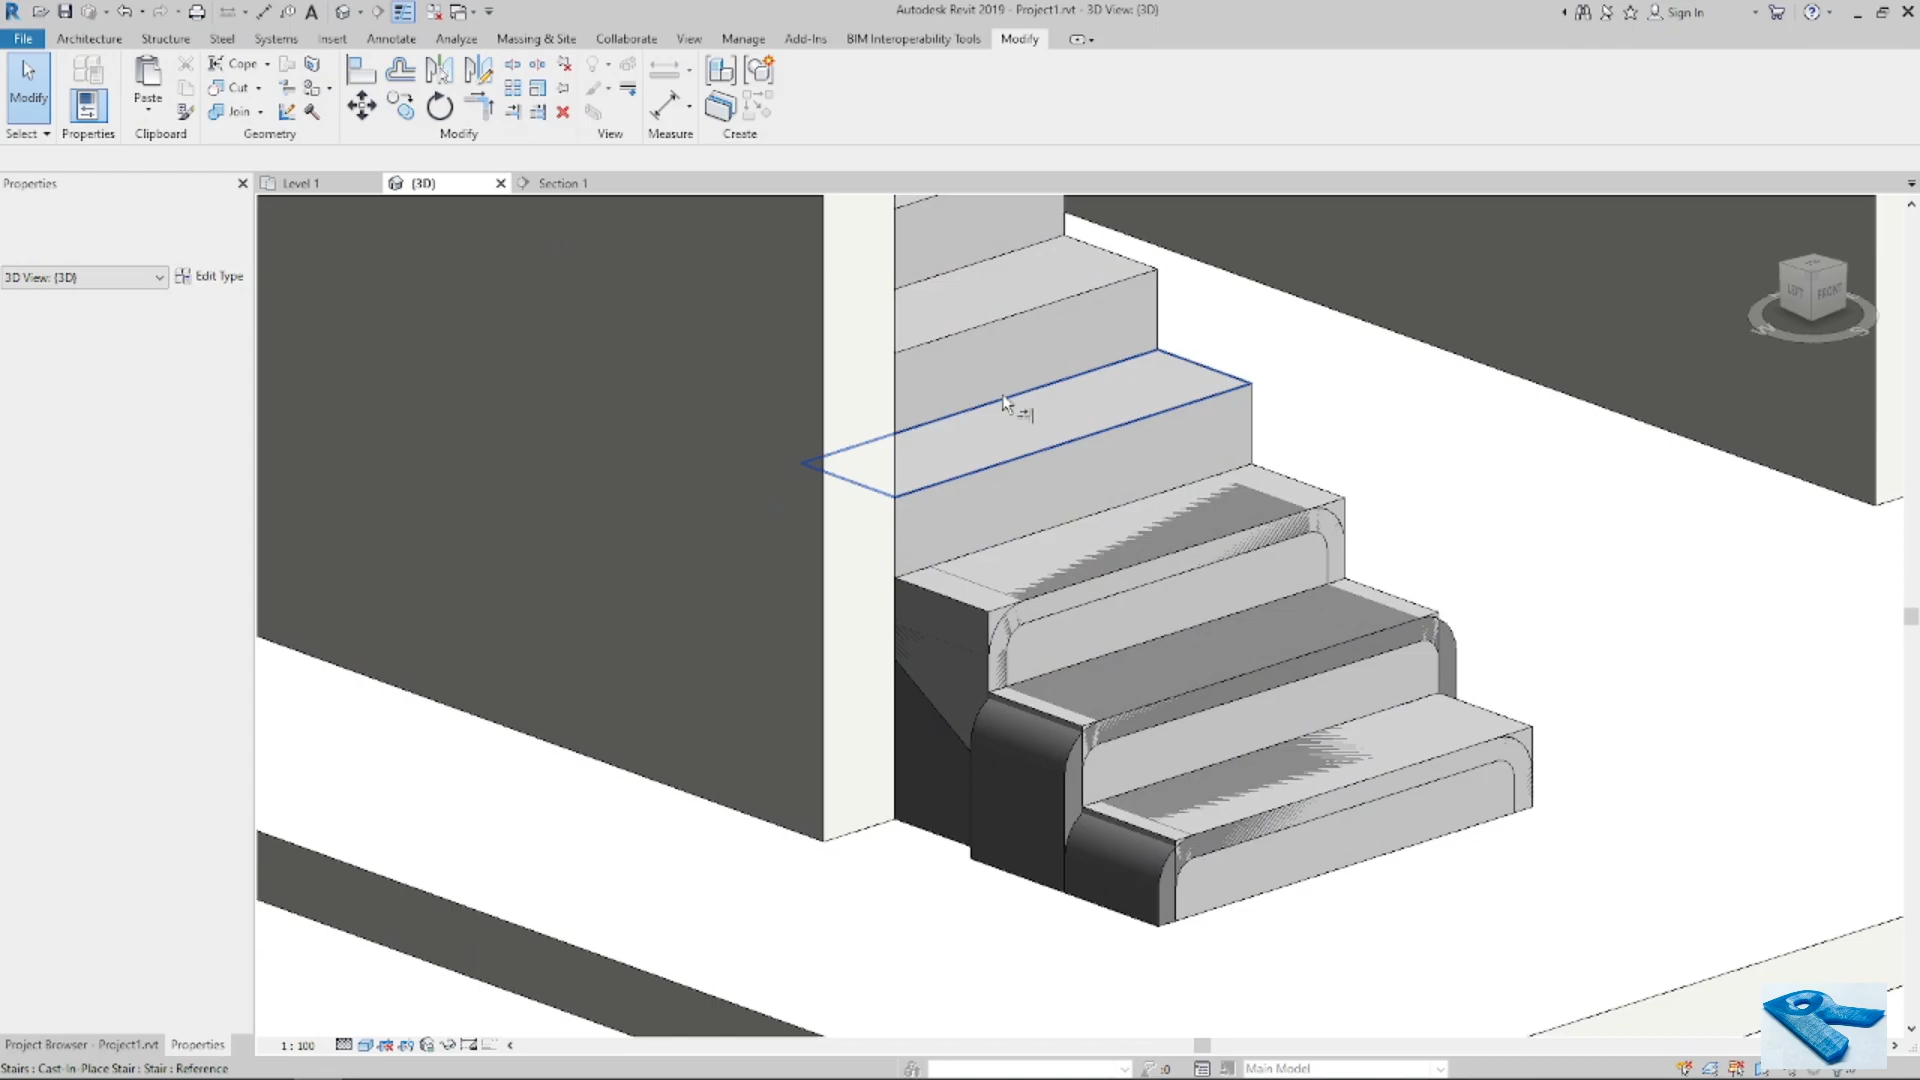 Autodesk Revit 2019 - Project1.rvt - 3D View: {3D}
Sign In
File Architecture Structure Steel Systems Insert Annotate Analyze Massing & Site Collaborate View Manage Add-Ins BIM Interoperability Tools Modify
Modify
Paste
Cope
Cut
Join
Select Properties Clipboard Geometry Modify View Measure Create
Properties
Level 1
{3D}
Section 1
3D View: {3D}
Edit Type
LEFT
FRONT
W
S
Project Browser - Project1.rvt
Properties
1 : 100
Stairs : Cast-In-Place Stair : Stair : Reference
:0
Main Model